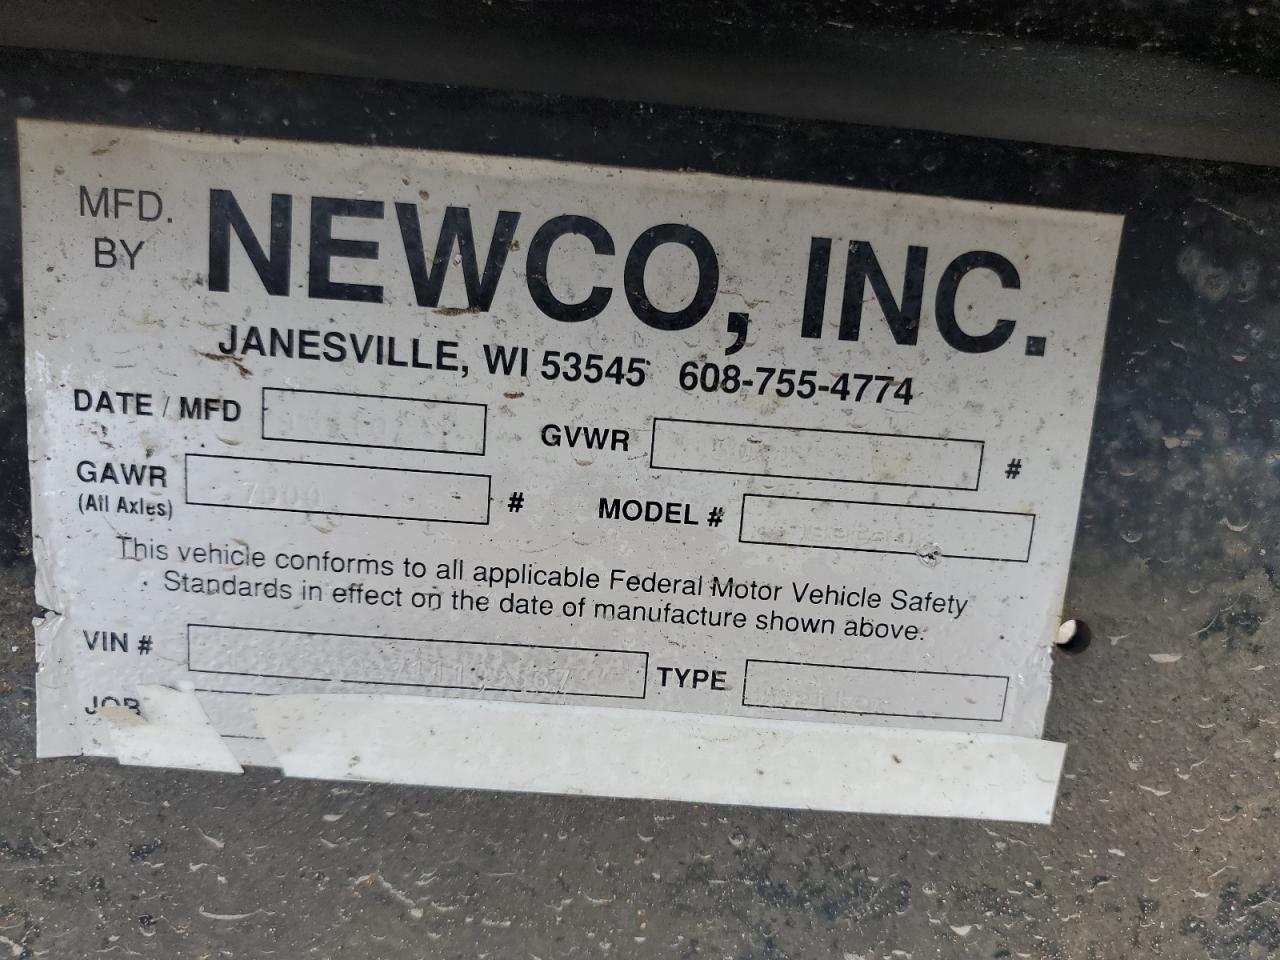 MFD. BY NEWCO, INC.
JANESVILLE, WI 53545 608-755-4774
DATE / MFD GVWR #
GAWR (All Axles) 7000 # MODEL #
This vehicle conforms to all applicable Federal Motor Vehicle Safety
Standards in effect on the date of manufacture shown above.
VIN # TYPE
JOB